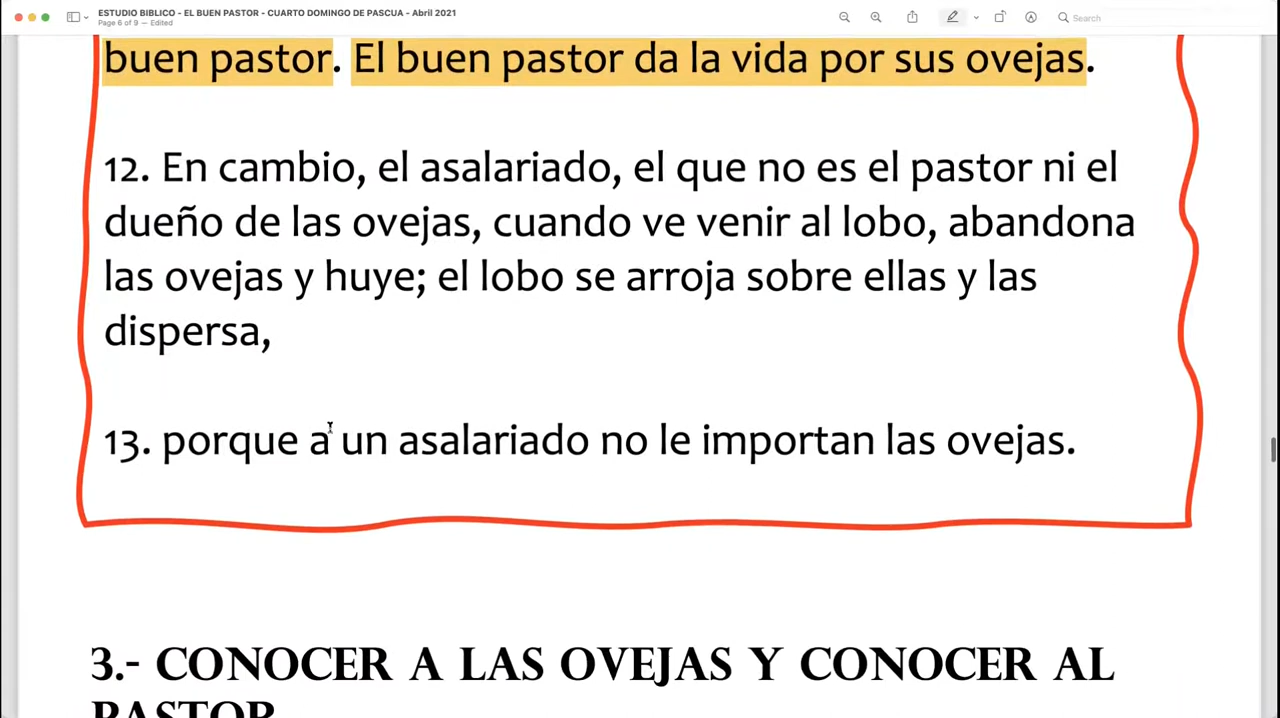 ESTUDIO BIBLICO - EL BUEN PASTOR - CUARTO DOMINGO DE PASCUA - Abril 2021
Page 6 of 9 — Edited
Search
buen pastor. El buen pastor da la vida por sus ovejas.
12. En cambio, el asalariado, el que no es el pastor ni el
dueño de las ovejas, cuando ve venir al lobo, abandona
las ovejas y huye; el lobo se arroja sobre ellas y las
dispersa,
13. porque a un asalariado no le importan las ovejas.
3.- CONOCER A LAS OVEJAS Y CONOCER AL
PASTOR